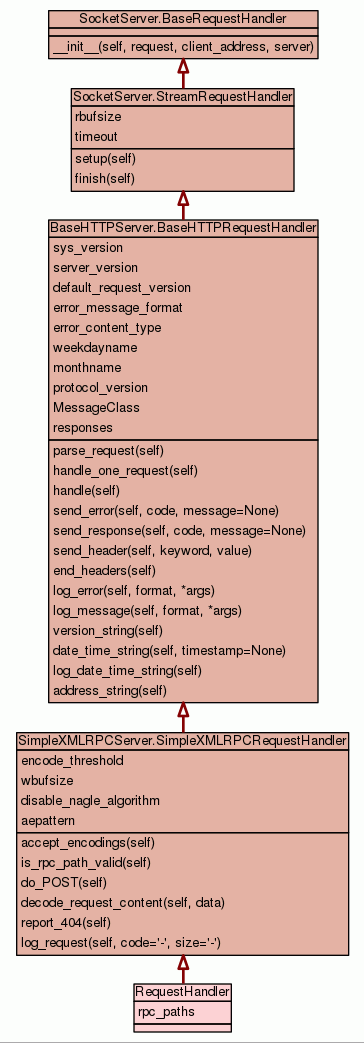 SocketServer.BaseRequestHandler
__init__(self, request, client_address, server)
SocketServer.StreamRequestHandler
rbufsize
timeout
setup(self)
finish(self)
BaseHTTPServer.BaseHTTPRequestHandler
sys_version
server_version
default_request_version
error_message_format
error_content_type
weekdayname
monthname
protocol_version
MessageClass
responses
parse_request(self)
handle_one_request(self)
handle(self)
send_error(self, code, message=None)
send_response(self, code, message=None)
send_header(self, keyword, value)
end_headers(self)
log_error(self, format, *args)
log_message(self, format, *args)
version_string(self)
date_time_string(self, timestamp=None)
log_date_time_string(self)
address_string(self)
SimpleXMLRPCServer.SimpleXMLRPCRequestHandler
encode_threshold
wbufsize
disable_nagle_algorithm
aepattern
accept_encodings(self)
is_rpc_path_valid(self)
do_POST(self)
decode_request_content(self, data)
report_404(self)
log_request(self, code='-', size='-')
RequestHandler
rpc_paths